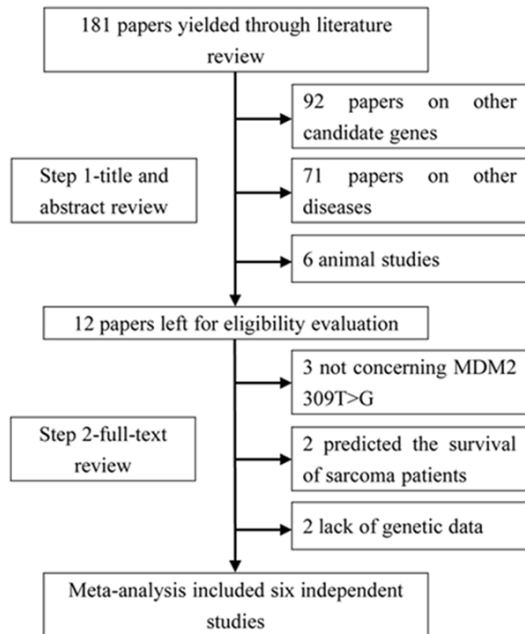 181 papers yielded through literature
review
92 papers on other
candidate genes
Step 1-title and
abstract review
71 papers on other
diseases
6 animal studies
12 papers left for eligibility evaluation
3 not concerning MDM2
309T>G
Step 2-full-text
review
2 predicted the survival
of sarcoma patients
2 lack of genetic data
Meta-analysis included six independent
studies